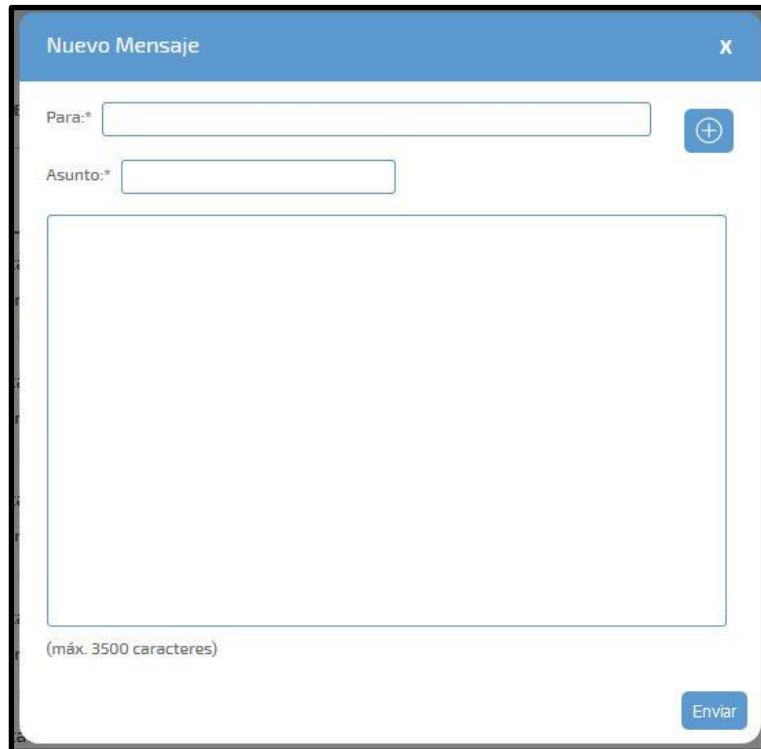 Nuevo Mensaje X
Para:*
Asunto:*
(máx. 3500 caracteres)
Enviar